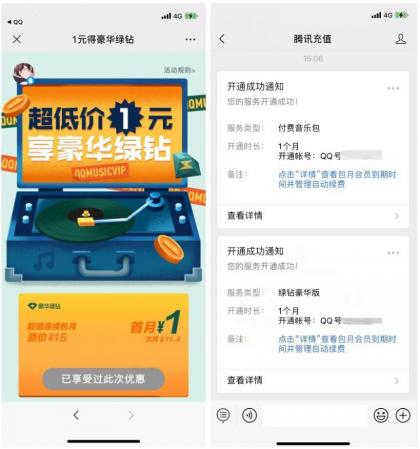 4G
QQ
1元得豪华绿钻
活动规则>
超低价1元
享豪华绿钻
QQMUSICVIP
豪华绿钻
超值连续包月
原价¥15
首月¥1
次月¥11.4
已享受过此次优惠
4G
腾讯充值
15:06
开通成功通知
您的服务开通成功!
服务类型: 付费音乐包
开通时长: 1个月
开通帐号: QQ号
备注: 点击“详情”查看包月会员到期时
间并管理自动续费
查看详情
开通成功通知
您的服务开通成功!
服务类型: 绿钻豪华版
开通时长: 1个月
开通帐号: QQ号
备注: 点击“详情”查看包月会员到期时
间并管理自动续费
查看详情